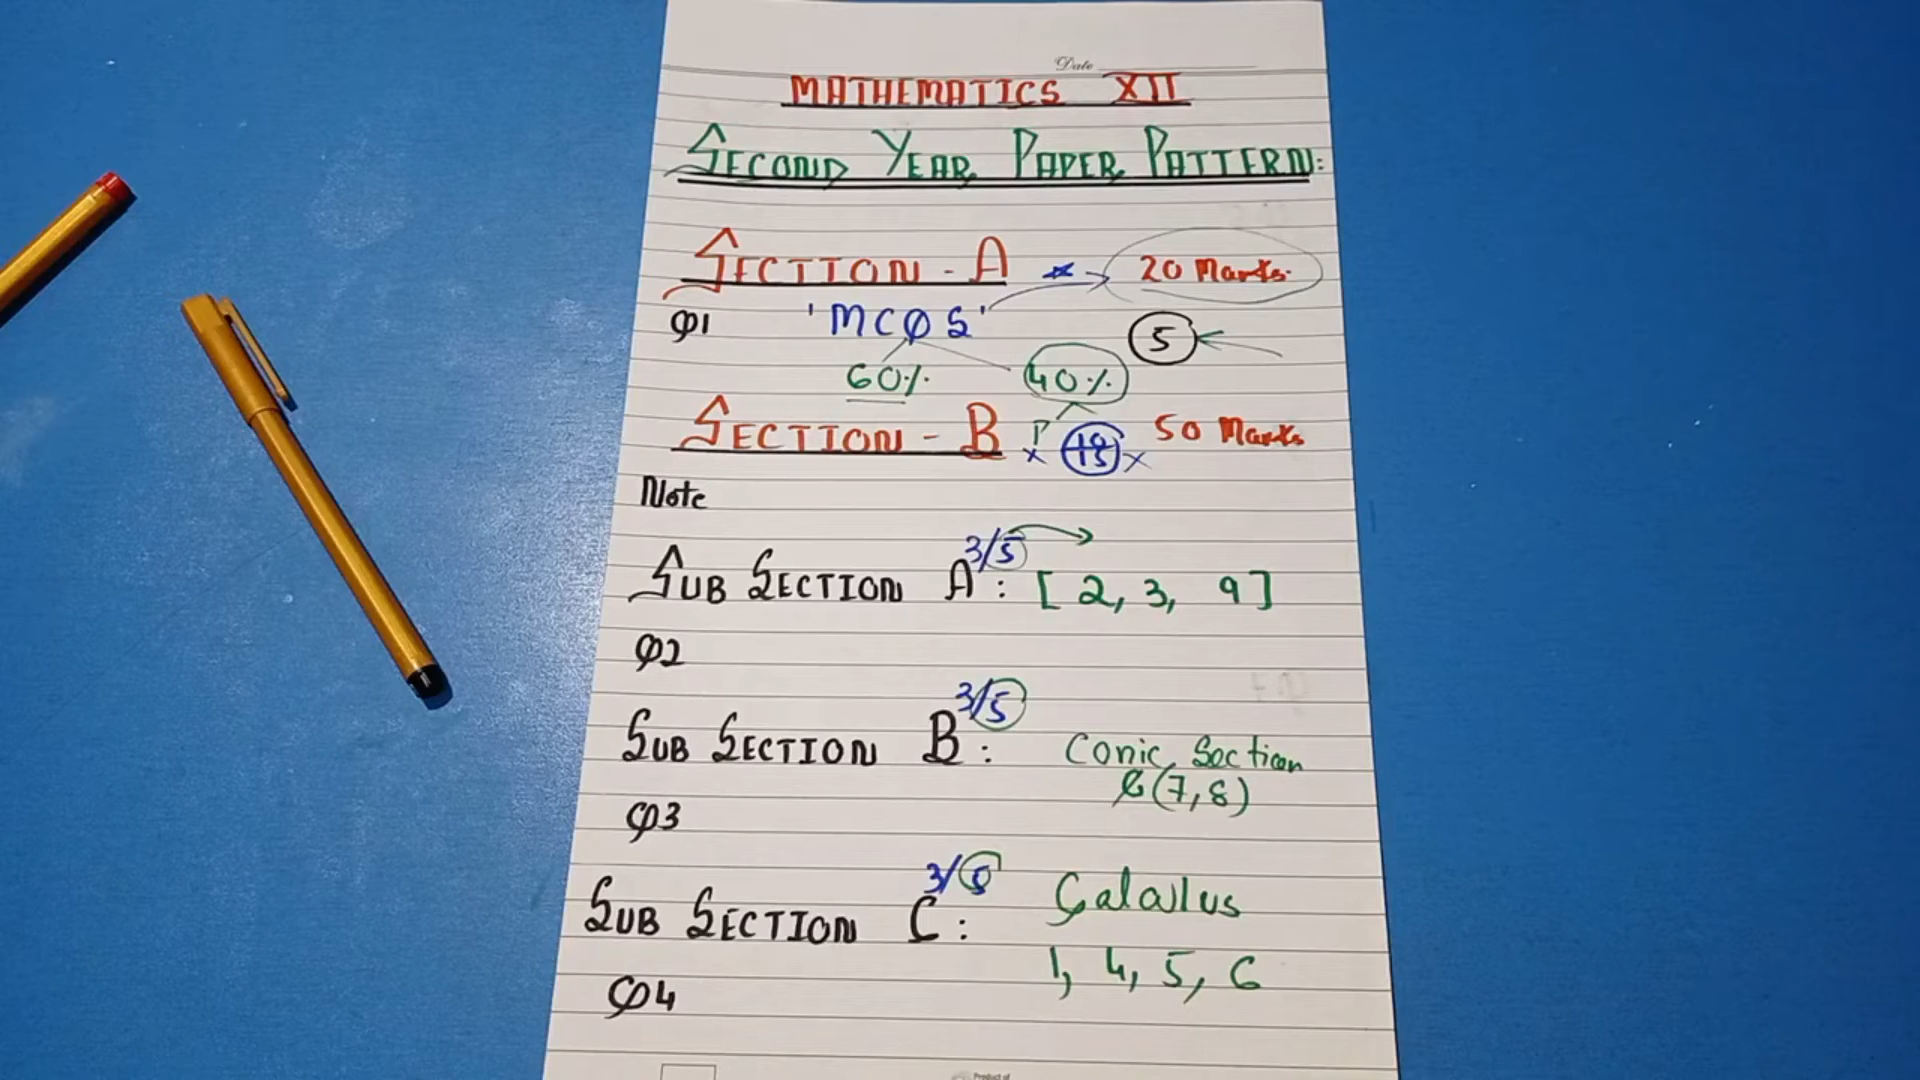 Date
MATHEMATICS XII
SECOND YEAR PAPER PATTERN:
SECTION - A 20 Marks.
Q1 'MCQS' 5
60% 40%
SECTION - B 50 Marks
Note
3/5
SUB SECTION A: [2, 3, 9]
Q2
3/5
SUB SECTION B: Conic Section
(7,8)
Q3
3/5
SUB SECTION C: Calculus
1, 4, 5, 6
Q4
Product of